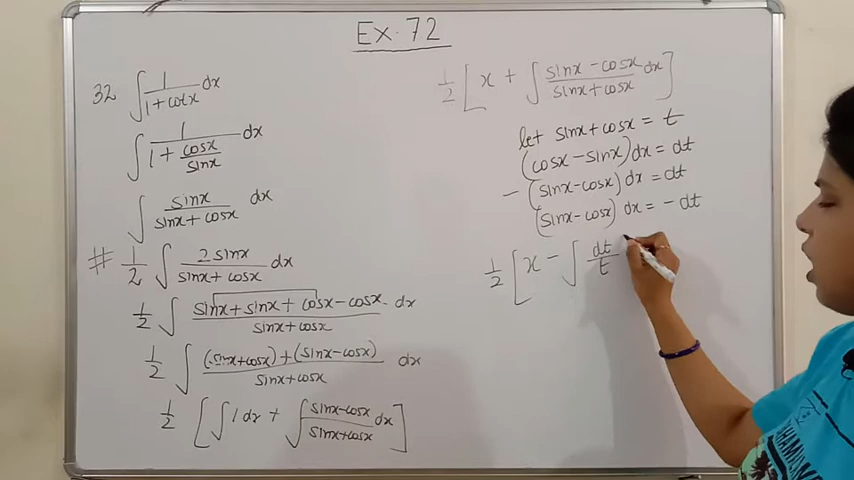 Ex. 72
32 ∫ 1/(1+cotx) dx
∫ 1/(1 + cosx/sinx) dx
∫ sinx/(sinx + cosx) dx
# 1/2 ∫ 2 sinx/(sinx + cosx) dx
1/2 ∫ (sinx + sinx + cosx - cosx)/(sinx + cosx) . dx
1/2 ∫ ((sinx+cosx) + (sinx-cosx))/(sinx+cosx) dx
1/2 [ ∫ 1 dx + ∫ (sinx-cosx)/(sinx+cosx) dx ]
1/2 [ x + ∫ (sinx - cosx)/(sinx + cosx) dx ]
let sinx + cosx = t
(cosx - sinx) dx = dt
- (sinx - cosx) dx = dt
(sinx - cosx) dx = - dt
1/2 [ x - ∫ dt/t